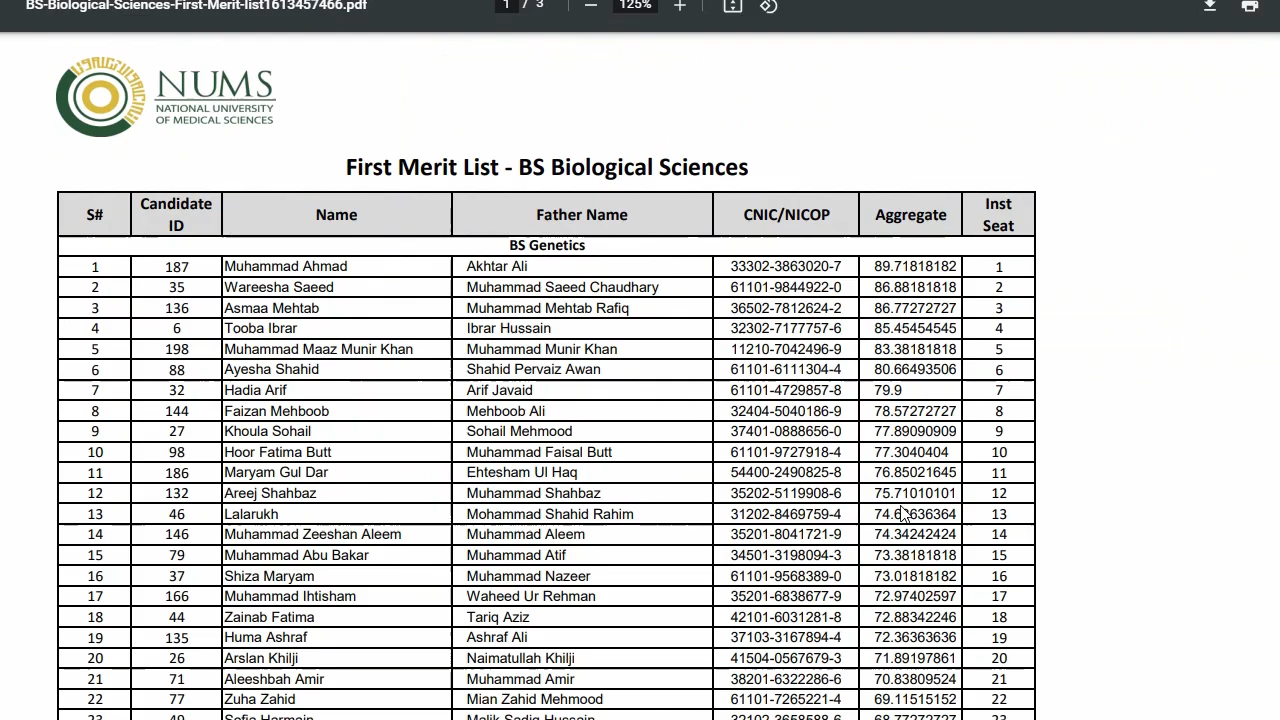 BS-Biological-Sciences-First-Merit-list1613457466.pdf 1 / 3 125%
NUMS
NATIONAL UNIVERSITY
OF MEDICAL SCIENCES
First Merit List - BS Biological Sciences
S# Candidate ID Name Father Name CNIC/NICOP Aggregate Inst Seat
BS Genetics
1 187 Muhammad Ahmad Akhtar Ali 33302-3863020-7 89.71818182 1
2 35 Wareesha Saeed Muhammad Saeed Chaudhary 61101-9844922-0 86.88181818 2
3 136 Asmaa Mehtab Muhammad Mehtab Rafiq 36502-7812624-2 86.77272727 3
4 6 Tooba Ibrar Ibrar Hussain 32302-7177757-6 85.45454545 4
5 198 Muhammad Maaz Munir Khan Muhammad Munir Khan 11210-7042496-9 83.38181818 5
6 88 Ayesha Shahid Shahid Pervaiz Awan 61101-6111304-4 80.66493506 6
7 32 Hadia Arif Arif Javaid 61101-4729857-8 79.9 7
8 144 Faizan Mehboob Mehboob Ali 32404-5040186-9 78.57272727 8
9 27 Khoula Sohail Sohail Mehmood 37401-0888656-0 77.89090909 9
10 98 Hoor Fatima Butt Muhammad Faisal Butt 61101-9727918-4 77.3040404 10
11 186 Maryam Gul Dar Ehtesham Ul Haq 54400-2490825-8 76.85021645 11
12 132 Areej Shahbaz Muhammad Shahbaz 35202-5119908-6 75.71010101 12
13 46 Lalarukh Mohammad Shahid Rahim 31202-8469759-4 13
14 146 Muhammad Zeeshan Aleem Muhammad Aleem 35201-8041721-9 74.34242424 14
15 79 Muhammad Abu Bakar Muhammad Atif 34501-3198094-3 73.38181818 15
16 37 Shiza Maryam Muhammad Nazeer 61101-9568389-0 73.01818182 16
17 166 Muhammad Ihtisham Waheed Ur Rehman 35201-6838677-9 72.97402597 17
18 44 Zainab Fatima Tariq Aziz 42101-6031281-8 72.88342246 18
19 135 Huma Ashraf Ashraf Ali 37103-3167894-4 72.36363636 19
20 26 Arslan Khilji Naimatullah Khilji 41504-0567679-3 71.89197861 20
21 71 Aleeshbah Amir Muhammad Amir 38201-6322286-6 70.83809524 21
22 77 Zuha Zahid Mian Zahid Mehmood 61101-7265221-4 69.11515152 22